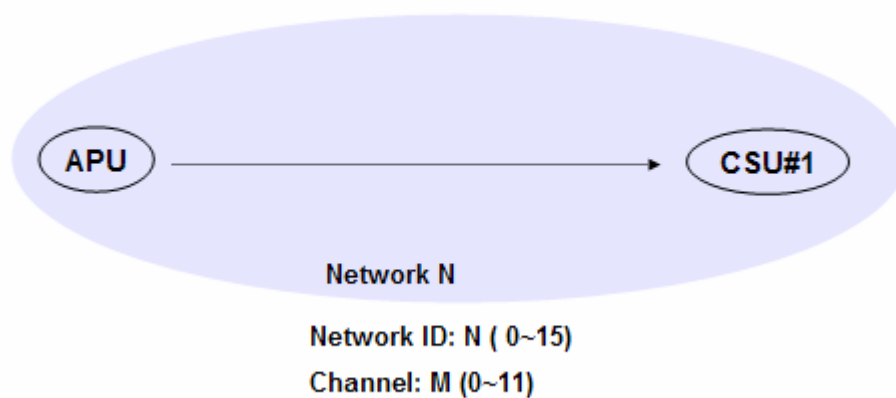 APU
CSU#1
Network N
Network ID: N ( 0~15)
Channel: M (0~11)